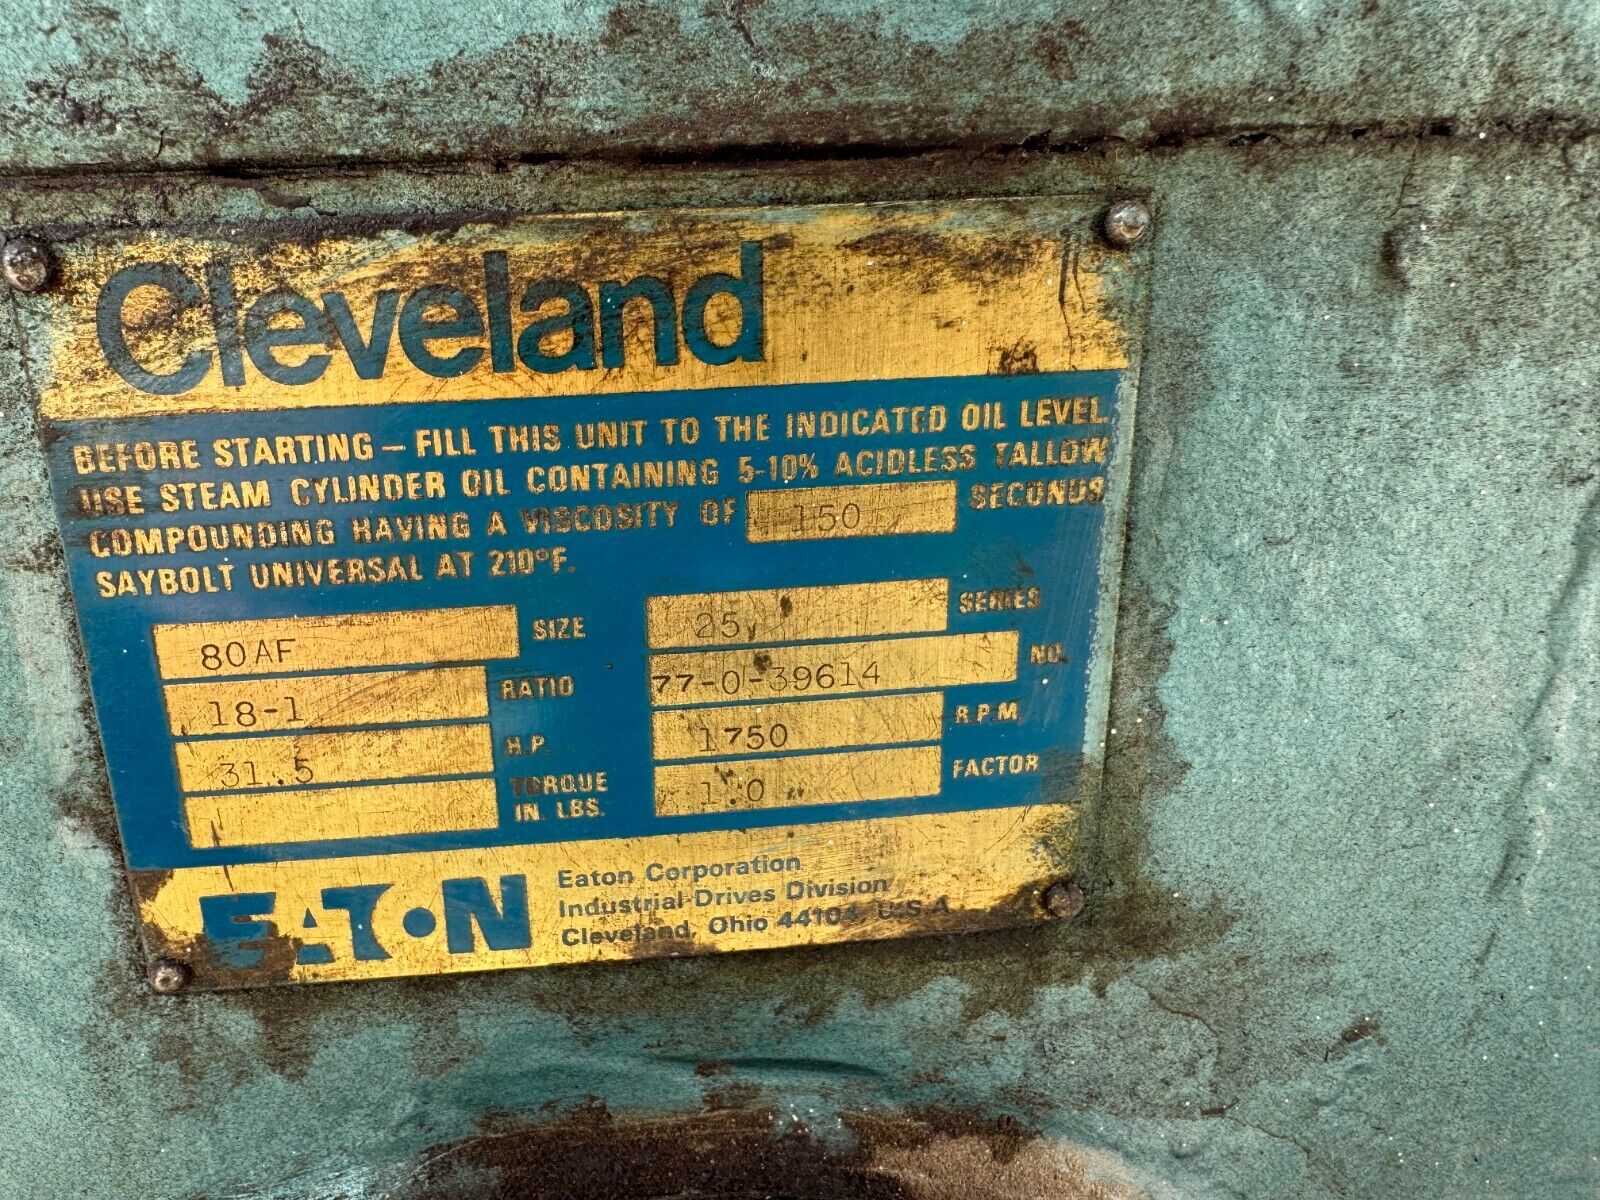 Cleveland
BEFORE STARTING – FILL THIS UNIT TO THE INDICATED OIL LEVEL.
USE STEAM CYLINDER OIL CONTAINING 5-10% ACIDLESS TALLOW
COMPOUNDING HAVING A VISCOSITY OF 150 SECONDS
SAYBOLT UNIVERSAL AT 210°F.
80AF SIZE 25 SERIES
18-1 RATIO 77-0-39614 NO.
31.5 H.P. 1750 R.P.M.
TORQUE IN. LBS. 1.0 FACTOR
EATON
Eaton Corporation
Industrial Drives Division
Cleveland, Ohio 44104, U.S.A.